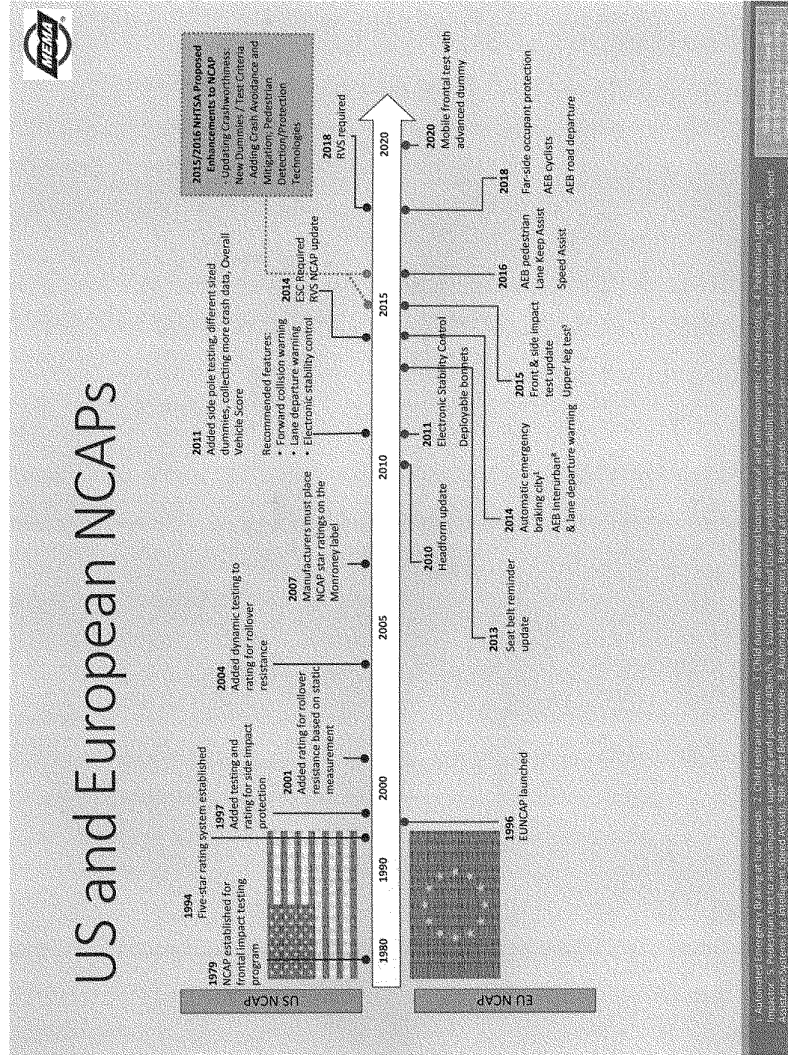 US and European NCAPs
MEMA
®
US NCAP
1979
NCAP established for
frontal impact testing
program
1994
Five-star rating system established
1997
Added testing and
rating for side impact
protection
2001
Added rating for rollover
resistance based on static
measurement
2004
Added dynamic testing to
rating for rollover
resistance
2007
Manufacturers must place
NCAP star ratings on the
Monroney label
2011
Added side pole testing, different sized
dummies, collecting more crash data, Overall
Vehicle Score
Recommended features:
• Forward collision warning
• Lane departure warning
• Electronic stability control
2014
ESC Required
RVS NCAP update
2015/2016 NHTSA Proposed
Enhancements to NCAP
- Updating Crashworthiness:
New Dummies / Test Criteria
- Adding Crash Avoidance and
Mitigation; Pedestrian
Detection/Protection
Technologies
2018
RVS required
1980
1990
2000
2005
2010
2015
2020
EU NCAP
1996
EUNCAP launched
2013
Seat belt reminder
update
2010
Headform update
2014
Automatic emergency
braking city¹
AEB Interurban⁸
& lane departure warning
2011
Electronic Stability Control
Deployable bonnets
2015
Front & side impact
test update
Upper leg test⁵
2016
AEB pedestrian
Lane Keep Assist
Speed Assist
2018
Far-side occupant protection
AEB cyclists
AEB road departure
2020
Mobile frontal test with
advanced dummy